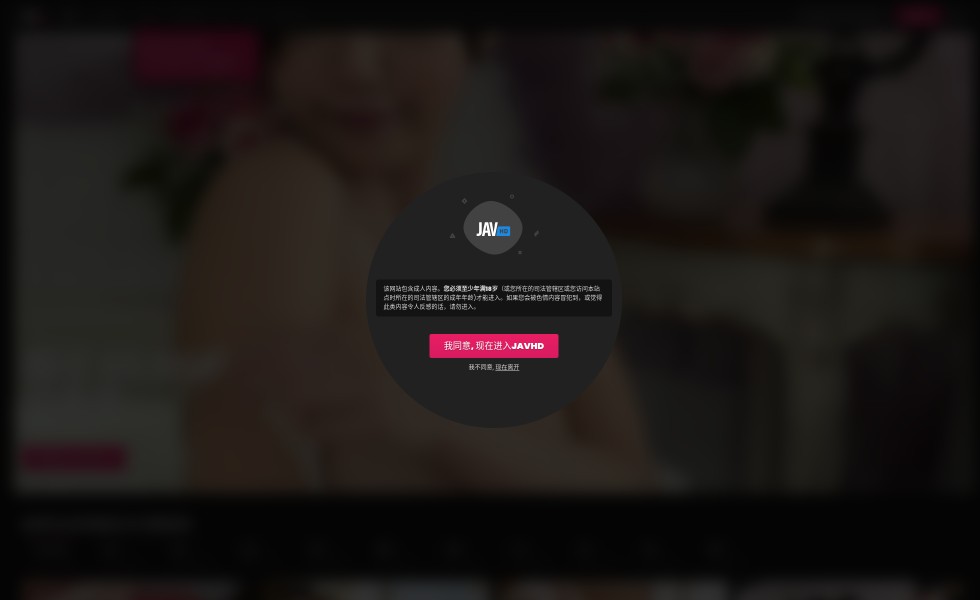 JAV HD
该网站包含成人内容。您必须至少年满18岁（或您所在的司法管辖区或您访问本站
点时所在的司法管辖区的成年年龄)才能进入。如果您会被色情内容冒犯到，或觉得
此类内容令人反感的话，请勿进入。
我同意, 现在进入JAVHD
我不同意, 现在离开